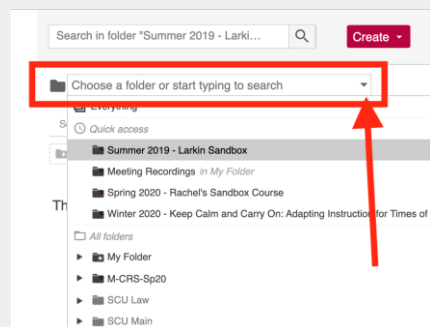 Search in folder "Summer 2019 - Larki...
Create
Choose a folder or start typing to search
Everything
S
Quick access
Summer 2019 - Larkin Sandbox
Meeting Recordings in My Folder
Spring 2020 - Rachel's Sandbox Course
Th
Winter 2020 - Keep Calm and Carry On: Adapting Instruction for Times of
All folders
My Folder
M-CRS-Sp20
SCU Law
SCU Main